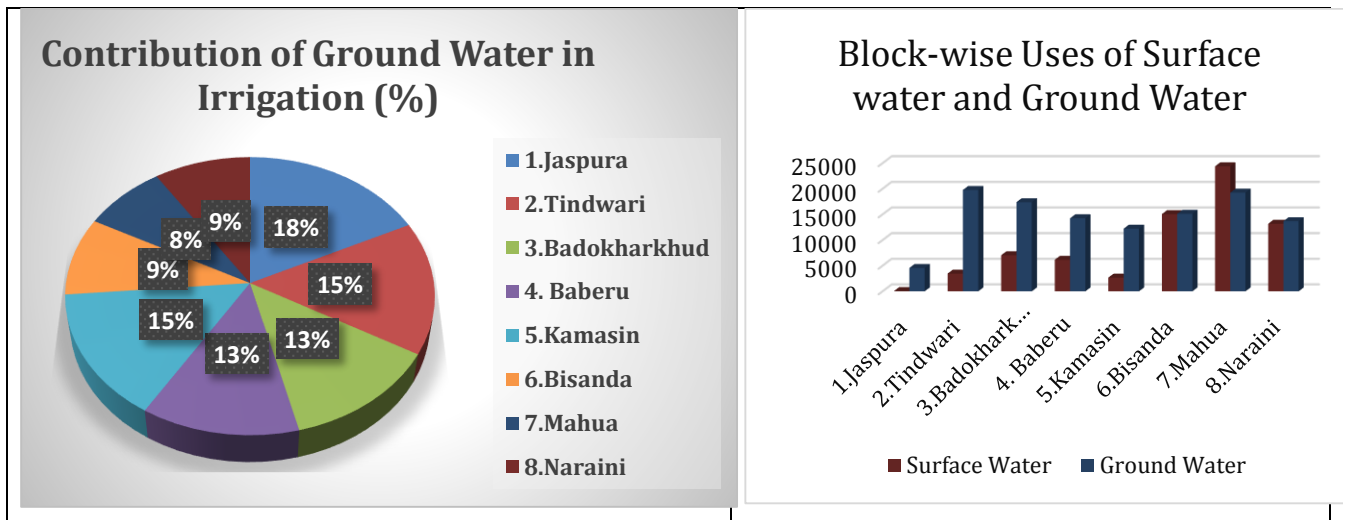 Contribution of Ground Water in
Irrigation (%)
18%
15%
13%
13%
15%
9%
8%
9%
1.Jaspura
2.Tindwari
3.Badokharkhud
4. Baberu
5.Kamasin
6.Bisanda
7.Mahua
8.Naraini
Block-wise Uses of Surface
water and Ground Water
25000
20000
15000
10000
5000
0
1.Jaspura
2.Tindwari
3.Badokhark...
4. Baberu
5.Kamasin
6.Bisanda
7.Mahua
8.Naraini
Surface Water
Ground Water